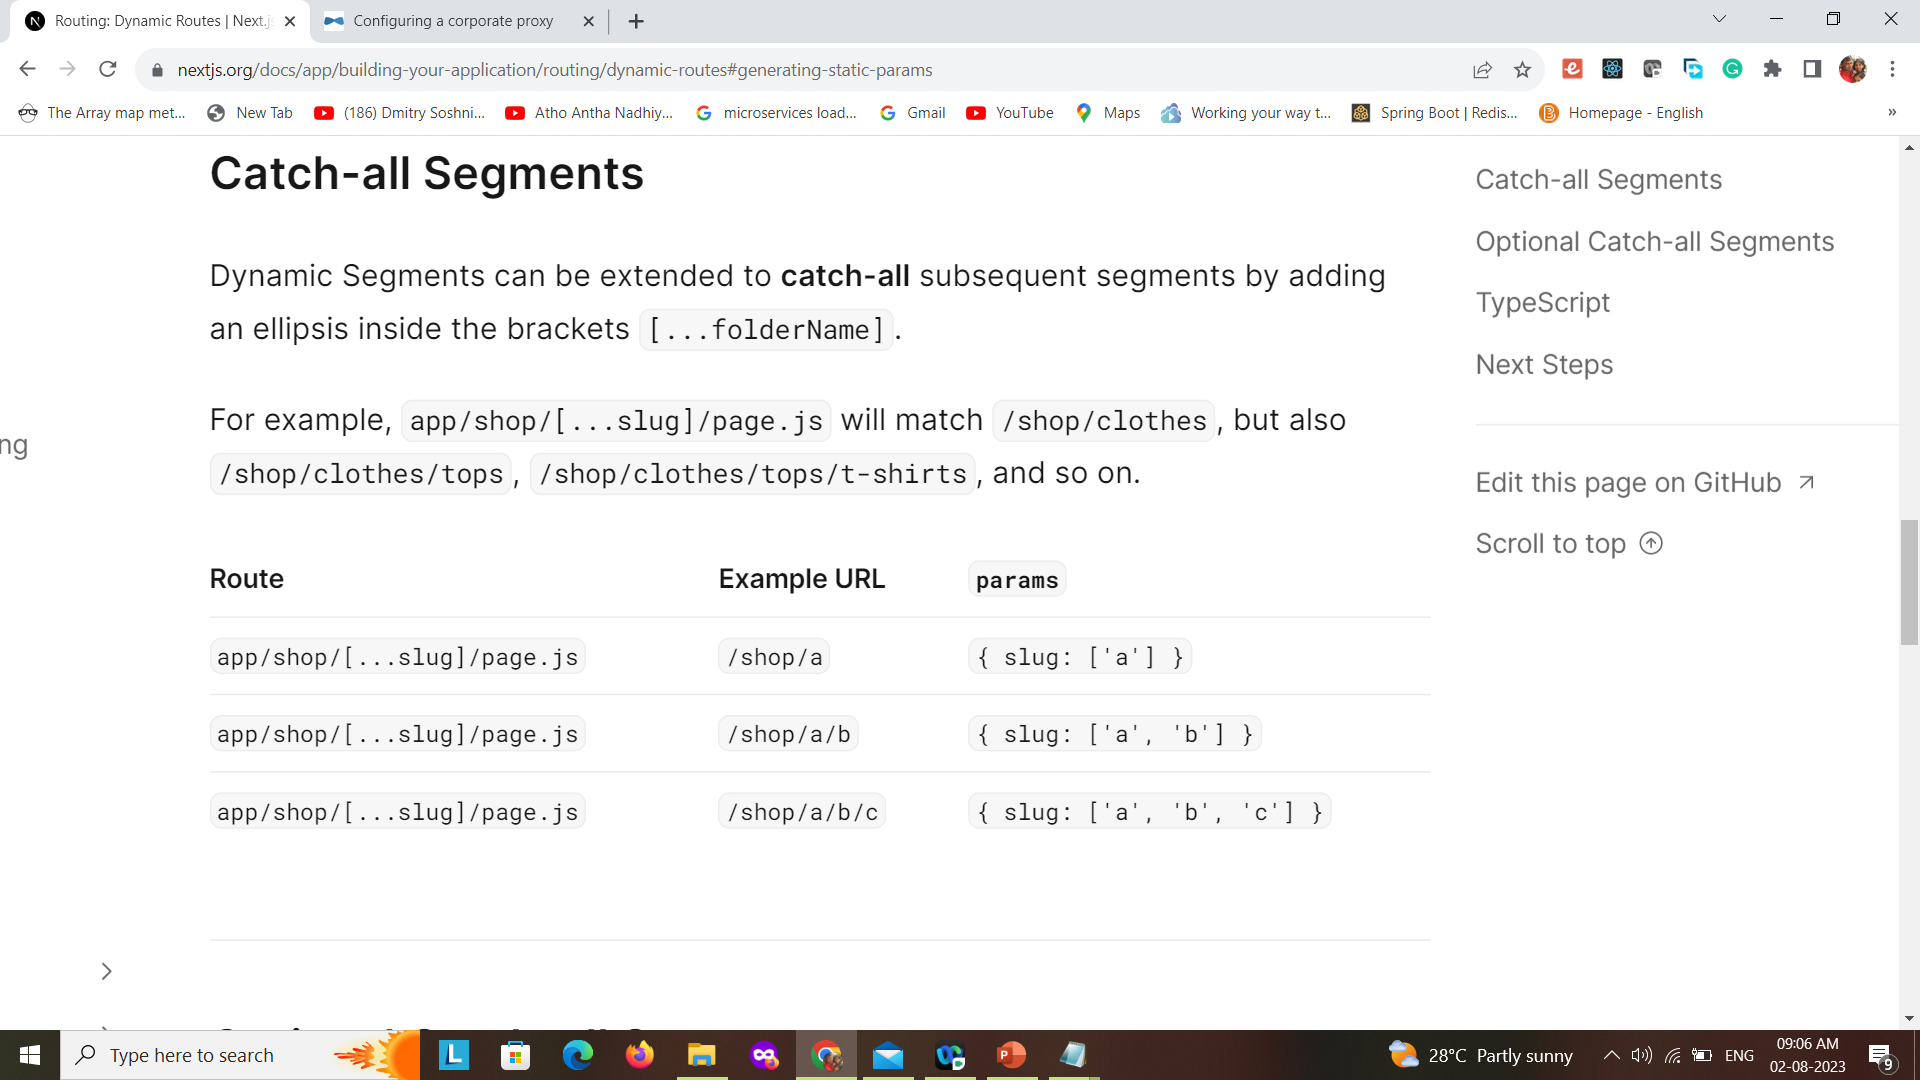 Routing: Dynamic Routes | Next.js
Configuring a corporate proxy
nextjs.org/docs/app/building-your-application/routing/dynamic-routes#generating-static-params
The Array map met...
New Tab
(186) Dmitry Soshni...
Atho Antha Nadhiy...
microservices load...
Gmail
YouTube
Maps
Working your way t...
Spring Boot | Redis...
Homepage - English
»
Catch-all Segments
Dynamic Segments can be extended to catch-all subsequent segments by adding
an ellipsis inside the brackets [...folderName].
For example, app/shop/[...slug]/page.js will match /shop/clothes, but also
/shop/clothes/tops, /shop/clothes/tops/t-shirts, and so on.
Route Example URL params
app/shop/[...slug]/page.js /shop/a { slug: ['a'] }
app/shop/[...slug]/page.js /shop/a/b { slug: ['a', 'b'] }
app/shop/[...slug]/page.js /shop/a/b/c { slug: ['a', 'b', 'c'] }
ng
Catch-all Segments
Optional Catch-all Segments
TypeScript
Next Steps
Edit this page on GitHub
Scroll to top
Type here to search
28°C Partly sunny
ENG
09:06 AM
02-08-2023
9